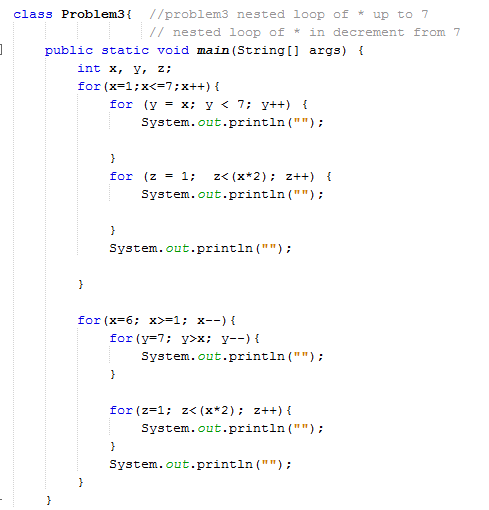 class Problem3{  //problem3 nested loop of * up to 7
// nested loop of * in decrement from 7
public static void main(String[] args) {
int x, y, z;
for(x=1;x<=7;x++){
for (y = x; y < 7; y++) {
System.out.println("");
}
for (z = 1;  z<(x*2); z++) {
System.out.println("");
}
System.out.println("");
}
for(x=6; x>=1; x--){
for(y=7; y>x; y--){
System.out.println("");
}
for(z=1; z<(x*2); z++){
System.out.println("");
}
System.out.println("");
}
}